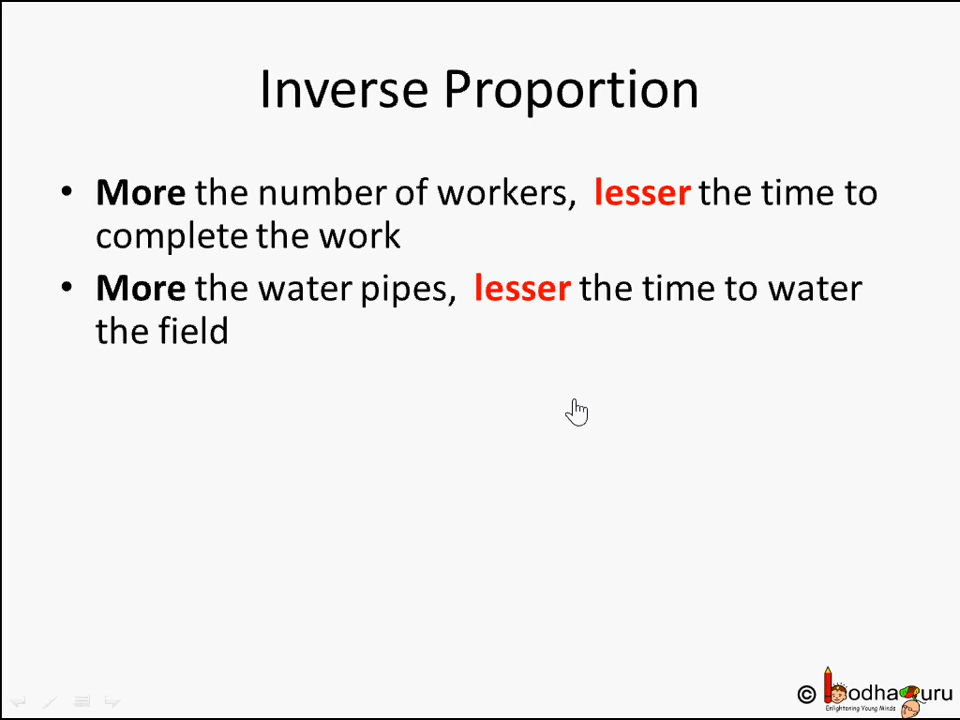 Inverse Proportion
• More the number of workers, lesser the time to
complete the work
• More the water pipes, lesser the time to water
the field
© BodhaGuru
Enlightening Young Minds